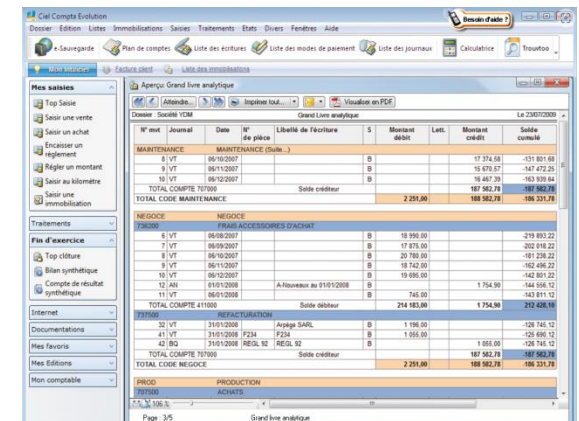 Ciel Compta Evolution
Besoin d'aide ?
Dossier Edition Listes Immobilisations Saisies Traitements Etats Divers Fenêtres Aide
e-Sauvegarde Plan de comptes Liste des écritures Liste des modes de paiement Liste des journaux Calculatrice Trouvtoo
Mon assistant Facture client Liste des immobilisations
Mes saisies
Top Saisie
Saisir une vente
Saisir un achat
Encaisser un
règlement
Régler un montant
Saisir au kilomètre
Saisir une
immobilisation
Traitements
Fin d'exercice
Top clôture
Bilan synthétique
Compte de résultat
synthétique
Internet
Documentations
Mes favoris
Mes Editions
Mon comptable
Aperçu: Grand livre analytique
Atteindre... Imprimer tout... Visualiser en PDF
Dossier : Société YDM Grand Livre analytique Le 23/07/2009
N° mvt Journal Date N° de pièce Libellé de l'écriture S Montant débit Lett. Montant crédit Solde cumulé
MAINTENANCE MAINTENANCE (Suite...)
8 VT 06/10/2007 B 17 374,58 -131 801,68
9 VT 06/11/2007 B 15 670,57 -147 472,25
10 VT 06/12/2007 B 16 467,39 -163 939,64
TOTAL COMPTE 707000 Solde créditeur 187 582,78 -187 582,78
TOTAL CODE MAINTENANCE 2 251,00 188 582,78 -186 331,78
NEGOCE NEGOCE
736200 FRAIS ACCESSOIRES D'ACHAT
6 VT 06/08/2007 B 18 990,00 -219 893,22
7 VT 06/09/2007 B 17 875,00 -202 018,22
8 VT 06/10/2007 B 20 780,00 -181 238,22
9 VT 06/11/2007 B 18 742,00 -162 496,22
10 VT 06/12/2007 B 19 695,00 -142 801,22
12 AN 01/01/2008 A-Nouveaux au 01/01/2008 B 1 754,90 -144 556,12
11 VT 06/01/2008 B 745,00 -143 811,12
TOTAL COMPTE 411000 Solde débiteur 214 183,00 1 754,90 212 428,10
737500 REFACTURATION
32 VT 31/01/2008 Arpège SARL B 1 196,00 -126 745,12
41 VT 31/01/2008 F234 F234 B 1 055,00 -125 690,12
42 BQ 31/01/2008 REGL 92 REGL 92 B 1 055,00 -126 745,12
TOTAL COMPTE 707000 Solde créditeur 187 582,78 -187 582,78
TOTAL CODE NEGOCE 2 251,00 188 582,78 -186 331,78
PROD PRODUCTION
707500 ACHATS
106 %
Page : 3/5 Grand livre analytique